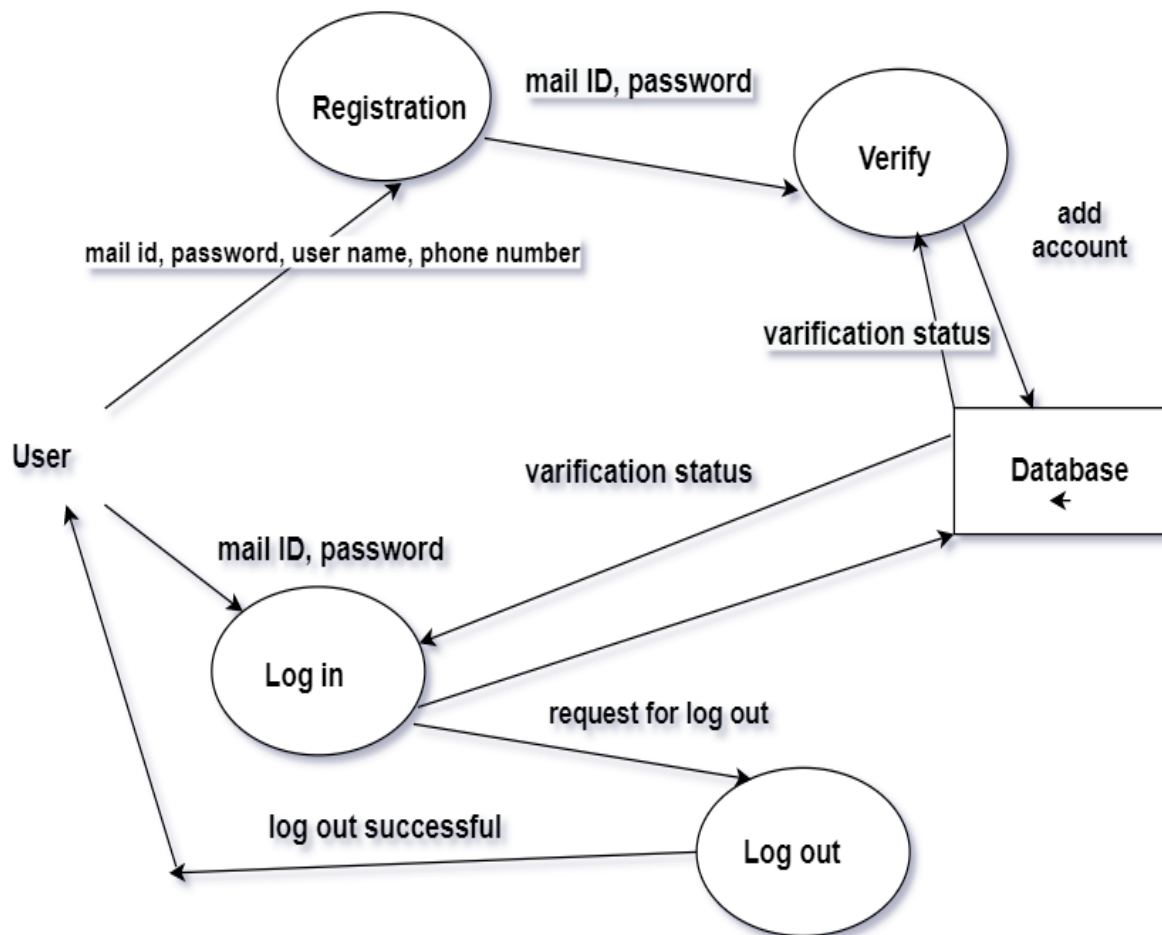 mail ID, password
Registration
Verify
add
account
mail id, password, user name, phone number
varification status
User
varification status
Database
mail ID, password
Log in
request for log out
log out successful
Log out